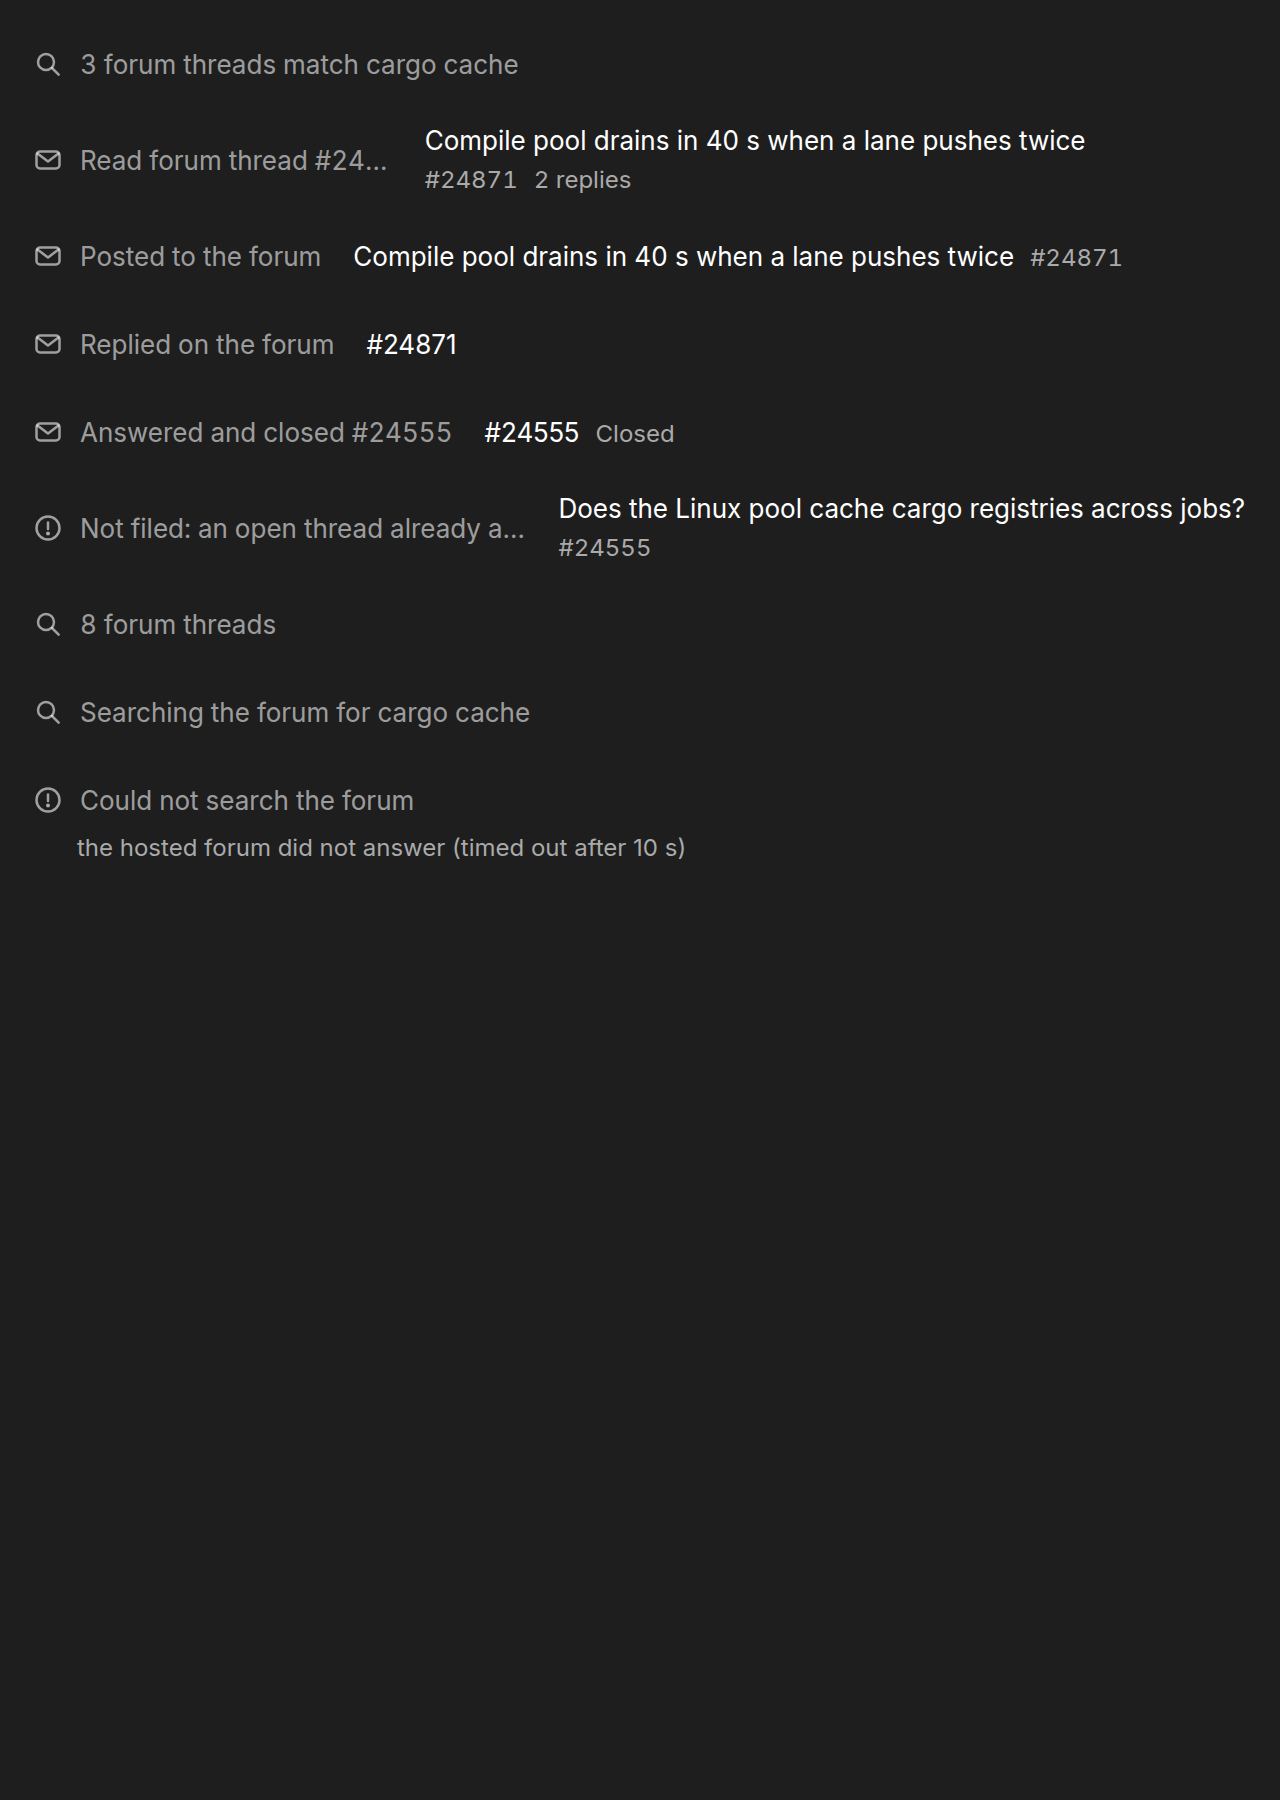 3 forum threads match cargo cache
Read forum thread #24...
Compile pool drains in 40 s when a lane pushes twice
#24871 2 replies
Posted to the forum Compile pool drains in 40 s when a lane pushes twice #24871
Replied on the forum #24871
Answered and closed #24555 #24555 Closed
Not filed: an open thread already a...
Does the Linux pool cache cargo registries across jobs?
#24555
8 forum threads
Searching the forum for cargo cache
Could not search the forum
the hosted forum did not answer (timed out after 10 s)